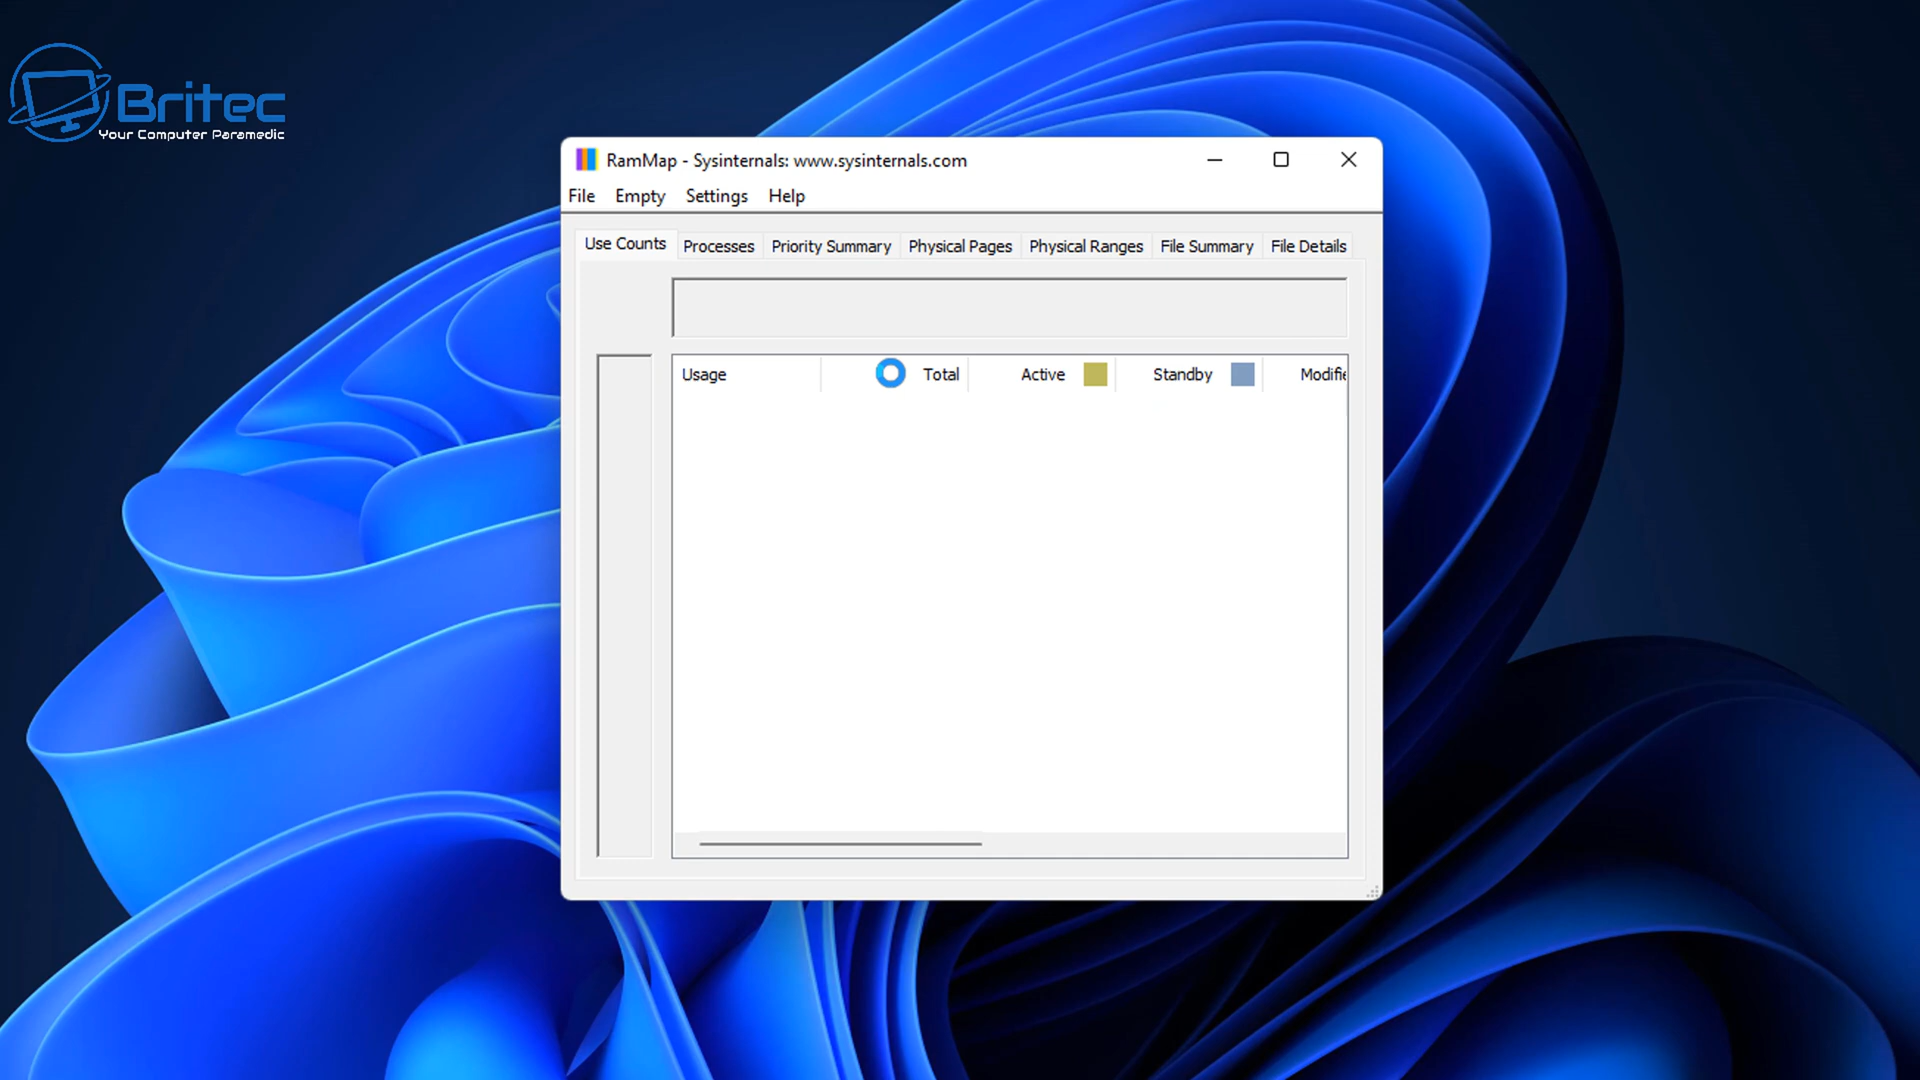 Britec
Your Computer Paramedic
RamMap - Sysinternals: www.sysinternals.com
File Empty Settings Help
Use Counts Processes Priority Summary Physical Pages Physical Ranges File Summary File Details
Usage Total Active Standby Modifie